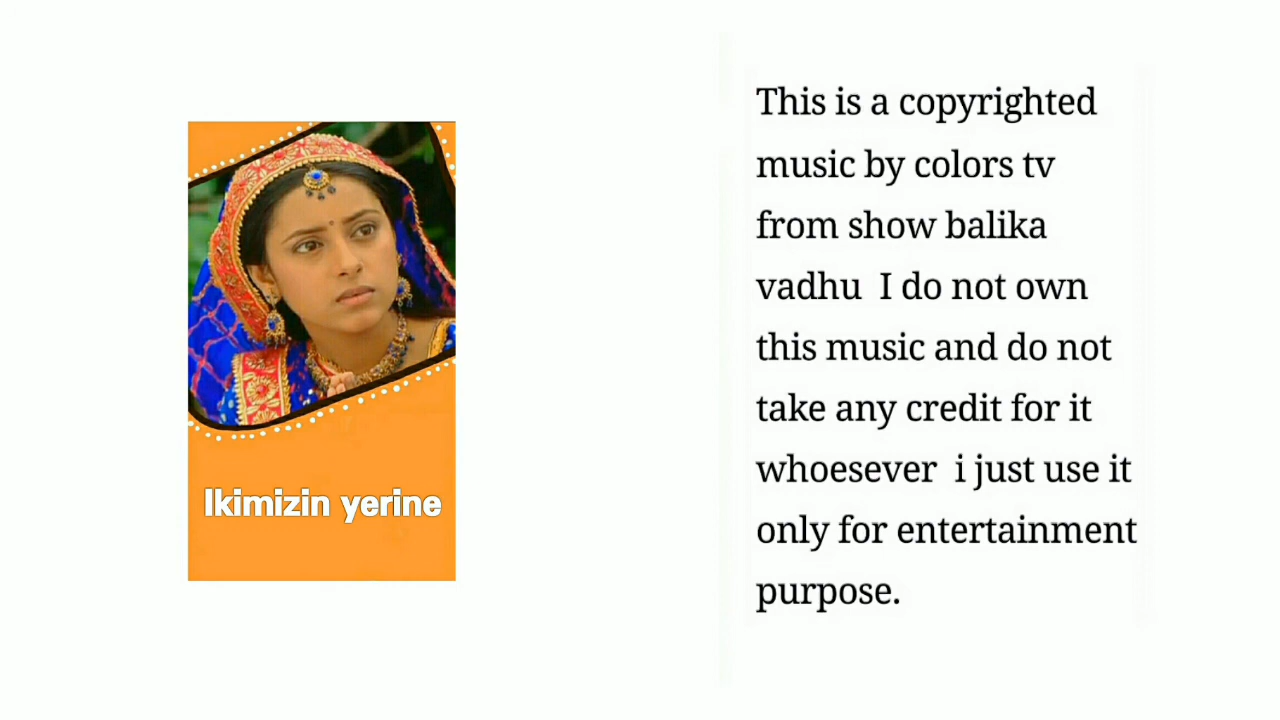 Ikimizin yerine
This is a copyrighted
music by colors tv
from show balika
vadhu I do not own
this music and do not
take any credit for it
whoesever i just use it
only for entertainment
purpose.